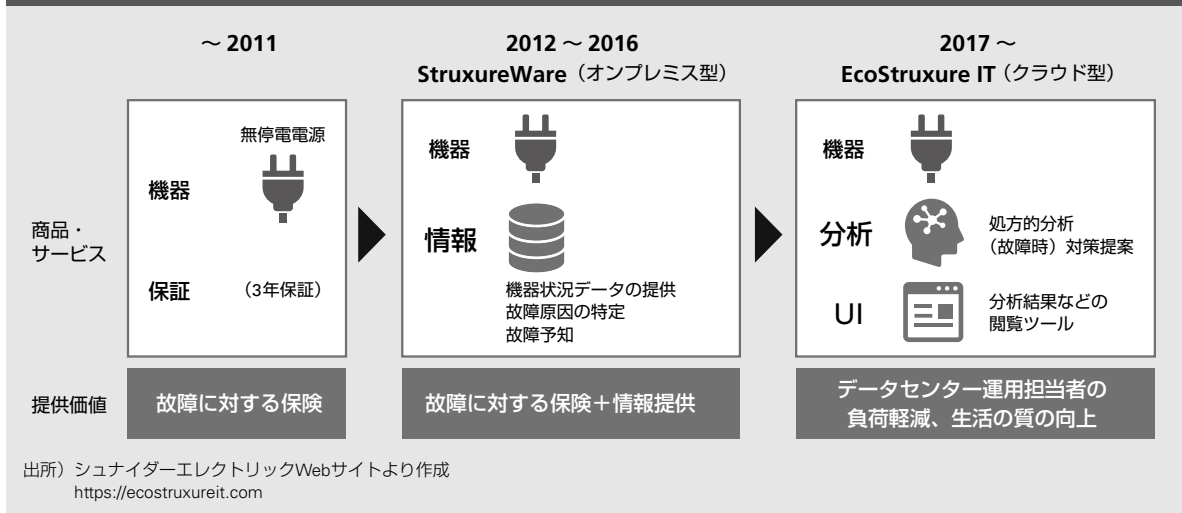 ～ 2011
2012 ～ 2016
StruxureWare（オンプレミス型）
2017 ～
EcoStruxure IT（クラウド型）
商品・
サービス
無停電電源
機器
保証
（3年保証）
機器
情報
機器状況データの提供
故障原因の特定
故障予知
機器
分析
処方的分析
（故障時）対策提案
UI
分析結果などの
閲覧ツール
提供価値
故障に対する保険
故障に対する保険＋情報提供
データセンター運用担当者の
負荷軽減、生活の質の向上
出所）シュナイダーエレクトリックWebサイトより作成
https://ecostruxureit.com